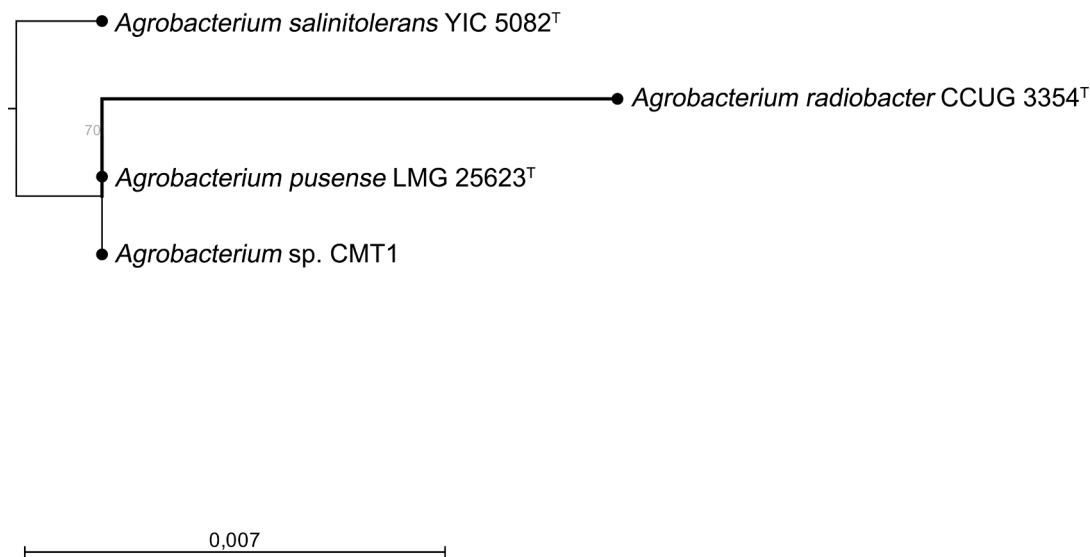 Agrobacterium salinitolerans YIC 5082ᵀ
Agrobacterium radiobacter CCUG 3354ᵀ
70
Agrobacterium pusense LMG 25623ᵀ
Agrobacterium sp. CMT1
0,007